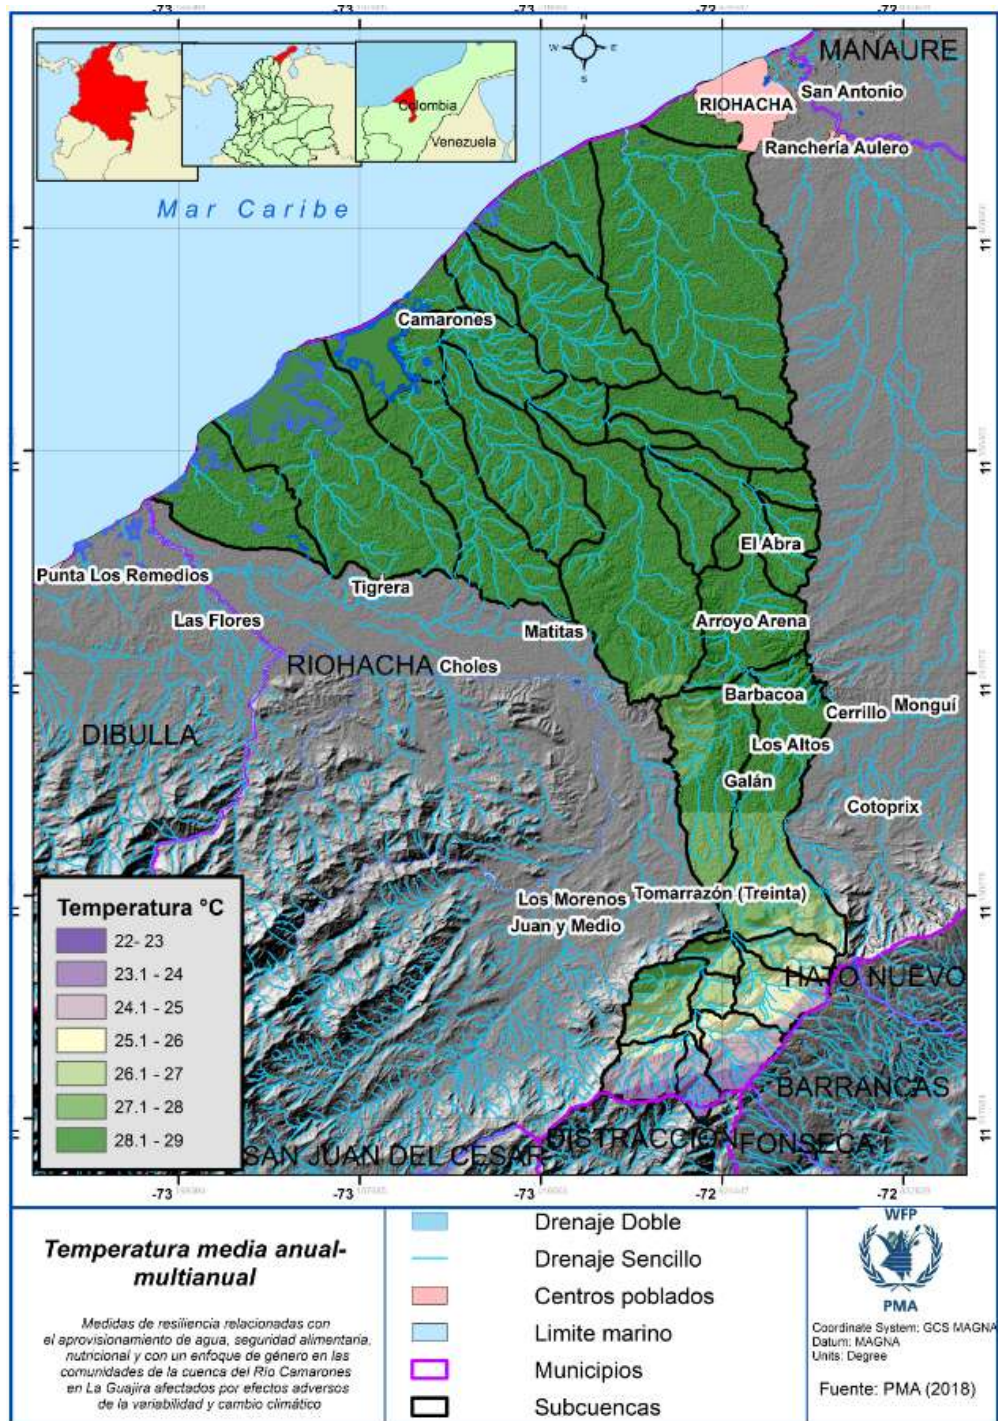 -73
-73
-73
-72
-72
N
W
E
S
MANAURE
San Antonio
RIOHACHA
Ranchería Aulero
Colombia
Venezuela
Mar Caribe
11
Camarones
11
El Abra
Punta Los Remedios
Tigrera
Las Flores
Matitas
Arroyo Arena
RIOHACHA
Choles
11
Barbacoa
Cerrillo
Monguí
DIBULLA
Los Altos
Galán
Cotoprix
Los Morenos
Tomarrazón (Treinta)
11
Juan y Medio
HATO NUEVO
BARRANCAS
11
DISTRACCION
FONSECA
SAN JUAN DEL CESAR
Temperatura °C
22- 23
23.1 - 24
24.1 - 25
25.1 - 26
26.1 - 27
27.1 - 28
28.1 - 29
-73
-73
-73
-72
-72
Temperatura media anual-
multianual
Medidas de resiliencia relacionadas con
el aprovisionamiento de agua, seguridad alimentaria,
nutricional y con un enfoque de género en las
comunidades de la cuenca del Río Camarones
en La Guajira afectados por efectos adversos
de la variabilidad y cambio climático
Drenaje Doble
Drenaje Sencillo
Centros poblados
Limite marino
Municipios
Subcuencas
WFP
PMA
Coordinate System: GCS MAGNA
Datum: MAGNA
Units: Degree
Fuente: PMA (2018)